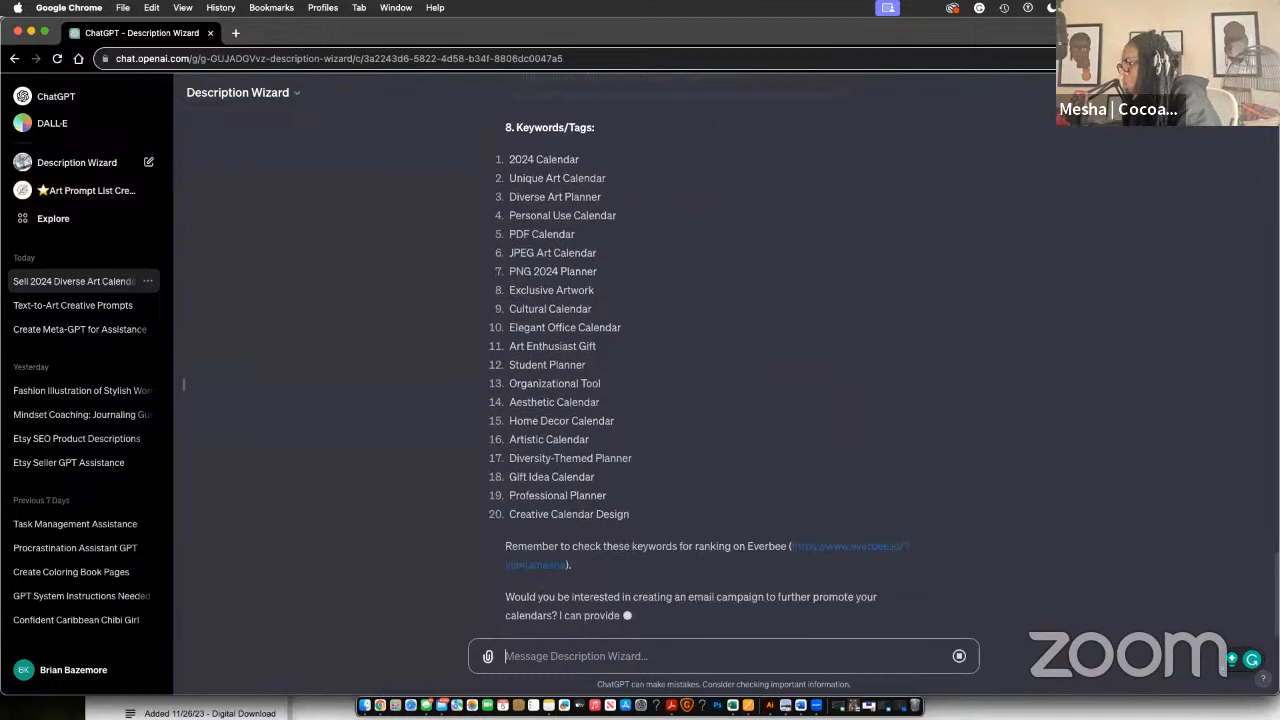 Google Chrome File Edit View History Bookmarks Profiles Tab Window Help
ChatGPT - Description Wizard
chat.openai.com/g/g-GUJADGVvz-description-wizard/c/3a2243d6-5822-4d58-b34f-8806dc0047a5
Mesha | Cocoa...
ChatGPT
DALL·E
Description Wizard
⭐Art Prompt List Cre...
Explore
Today
Sell 2024 Diverse Art Calenda
Text-to-Art Creative Prompts
Create Meta-GPT for Assistance
Yesterday
Fashion Illustration of Stylish Wom
Mindset Coaching: Journaling Gu
Etsy SEO Product Descriptions
Etsy Seller GPT Assistance
Previous 7 Days
Task Management Assistance
Procrastination Assistant GPT
Create Coloring Book Pages
GPT System Instructions Needed
Confident Caribbean Chibi Girl
BK Brian Bazemore
Description Wizard
8. Keywords/Tags:
1. 2024 Calendar
2. Unique Art Calendar
3. Diverse Art Planner
4. Personal Use Calendar
5. PDF Calendar
6. JPEG Art Calendar
7. PNG 2024 Planner
8. Exclusive Artwork
9. Cultural Calendar
10. Elegant Office Calendar
11. Art Enthusiast Gift
12. Student Planner
13. Organizational Tool
14. Aesthetic Calendar
15. Home Decor Calendar
16. Artistic Calendar
17. Diversity-Themed Planner
18. Gift Idea Calendar
19. Professional Planner
20. Creative Calendar Design
Remember to check these keywords for ranking on Everbee (https://www.everbee.io/?
via=jamesha).
Would you be interested in creating an email campaign to further promote your
calendars? I can provide
Message Description Wizard...
ChatGPT can make mistakes. Consider checking important information.
zoom
Added 11/26/23 - Digital Download